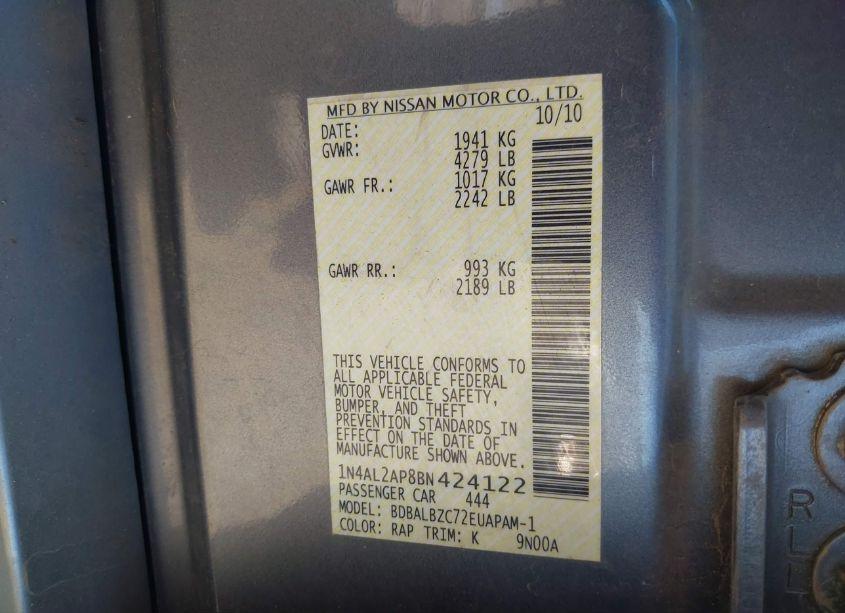 MFD BY NISSAN MOTOR CO., LTD.
DATE: 10/10
GVWR: 1941 KG
4279 LB
GAWR FR.: 1017 KG
2242 LB
GAWR RR.: 993 KG
2189 LB
THIS VEHICLE CONFORMS TO
ALL APPLICABLE FEDERAL
MOTOR VEHICLE SAFETY,
BUMPER, AND THEFT
PREVENTION STANDARDS IN
EFFECT ON THE DATE OF
MANUFACTURE SHOWN ABOVE.
1N4AL2AP8BN424122
PASSENGER CAR 444
MODEL: BDBALBZC72EUAPAM-1
COLOR: RAP TRIM: K 9N00A